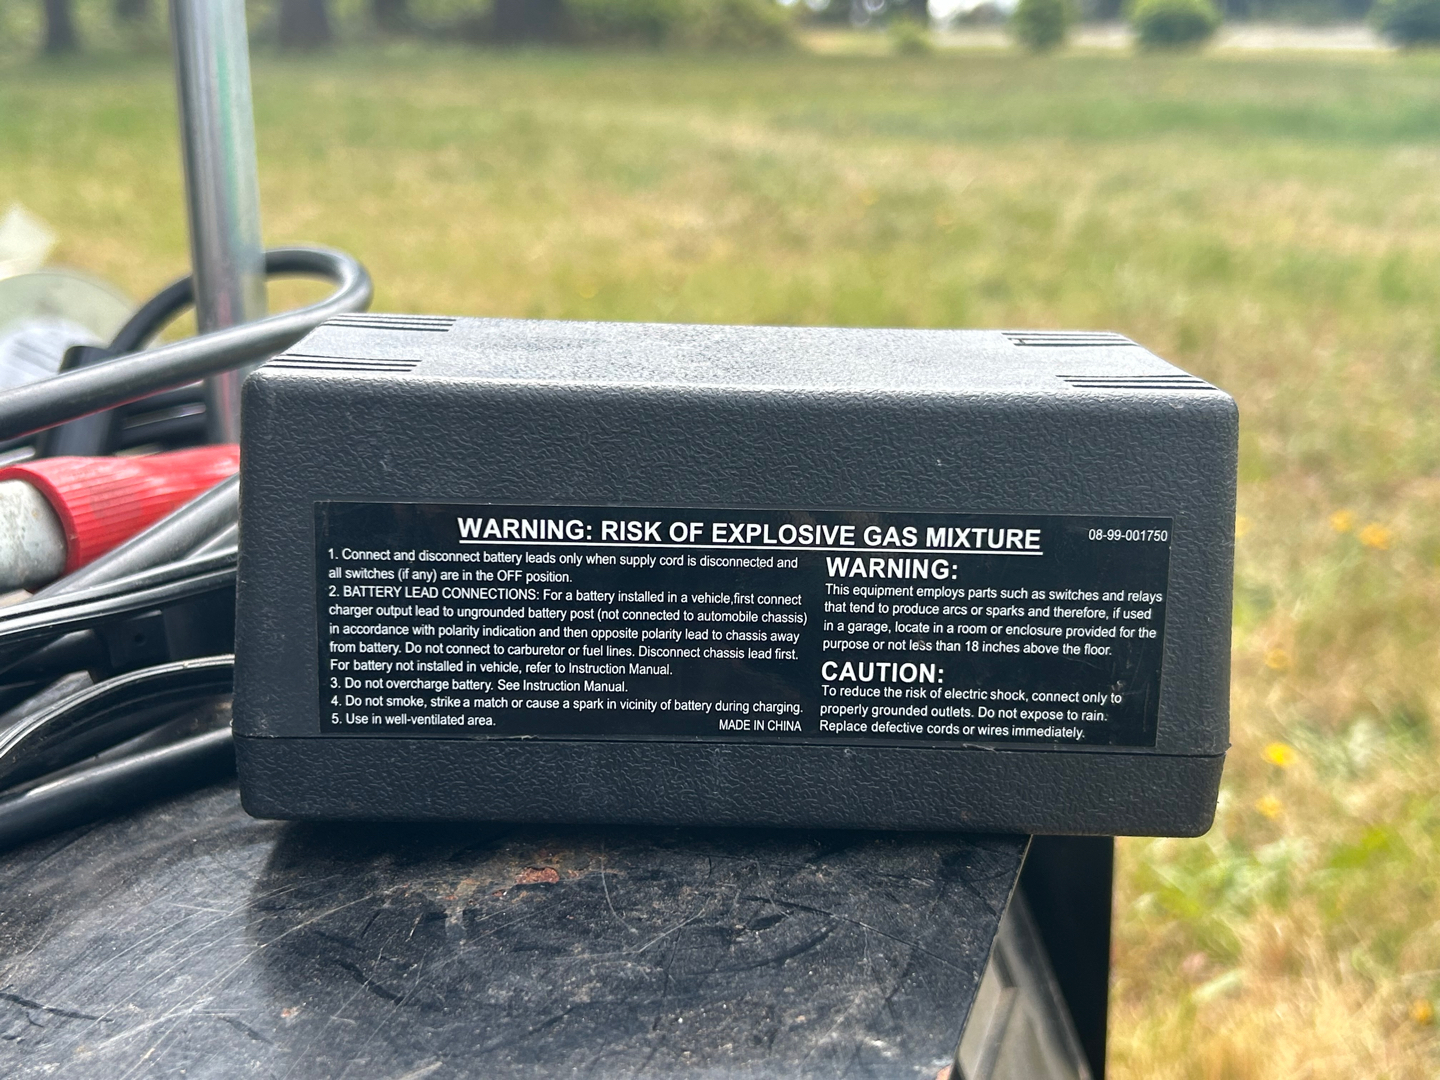 WARNING: RISK OF EXPLOSIVE GAS MIXTURE
08-99-001750
1. Connect and disconnect battery leads only when supply cord is disconnected and
all switches (if any) are in the OFF position.
2. BATTERY LEAD CONNECTIONS: For a battery installed in a vehicle,first connect
charger output lead to ungrounded battery post (not connected to automobile chassis)
in accordance with polarity indication and then opposite polarity lead to chassis away
from battery. Do not connect to carburetor or fuel lines. Disconnect chassis lead first.
For battery not installed in vehicle, refer to Instruction Manual.
3. Do not overcharge battery. See Instruction Manual.
4. Do not smoke, strike a match or cause a spark in vicinity of battery during charging.
5. Use in well-ventilated area.
MADE IN CHINA
WARNING:
This equipment employs parts such as switches and relays
that tend to produce arcs or sparks and therefore, if used
in a garage, locate in a room or enclosure provided for the
purpose or not less than 18 inches above the floor.
CAUTION:
To reduce the risk of electric shock, connect only to
properly grounded outlets. Do not expose to rain.
Replace defective cords or wires immediately.